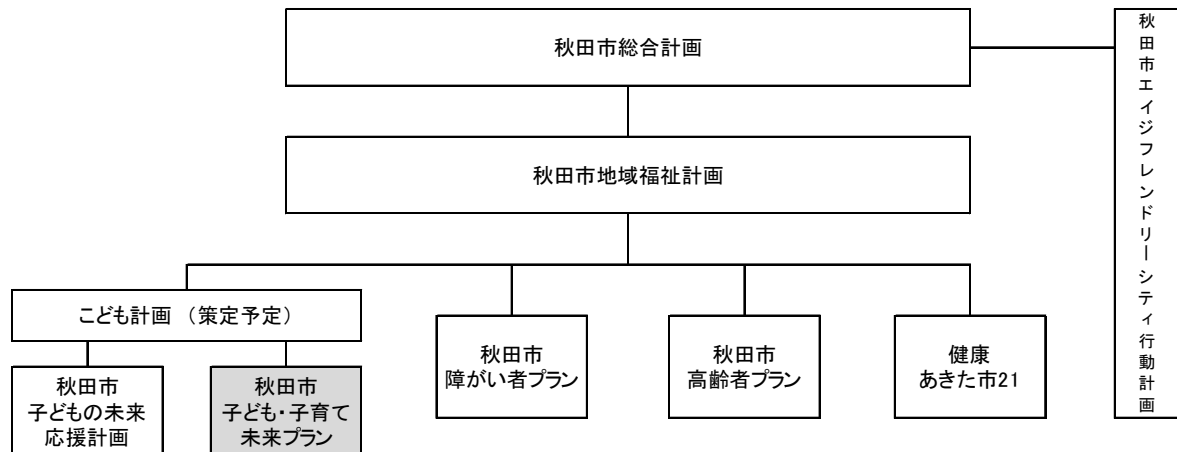 秋田市総合計画
秋田市エイジフレンドリーシティ行動計画
秋田市地域福祉計画
こども計画 （策定予定）
秋田市
子どもの未来
応援計画
秋田市
子ども・子育て
未来プラン
秋田市
障がい者プラン
秋田市
高齢者プラン
健康
あきた市21